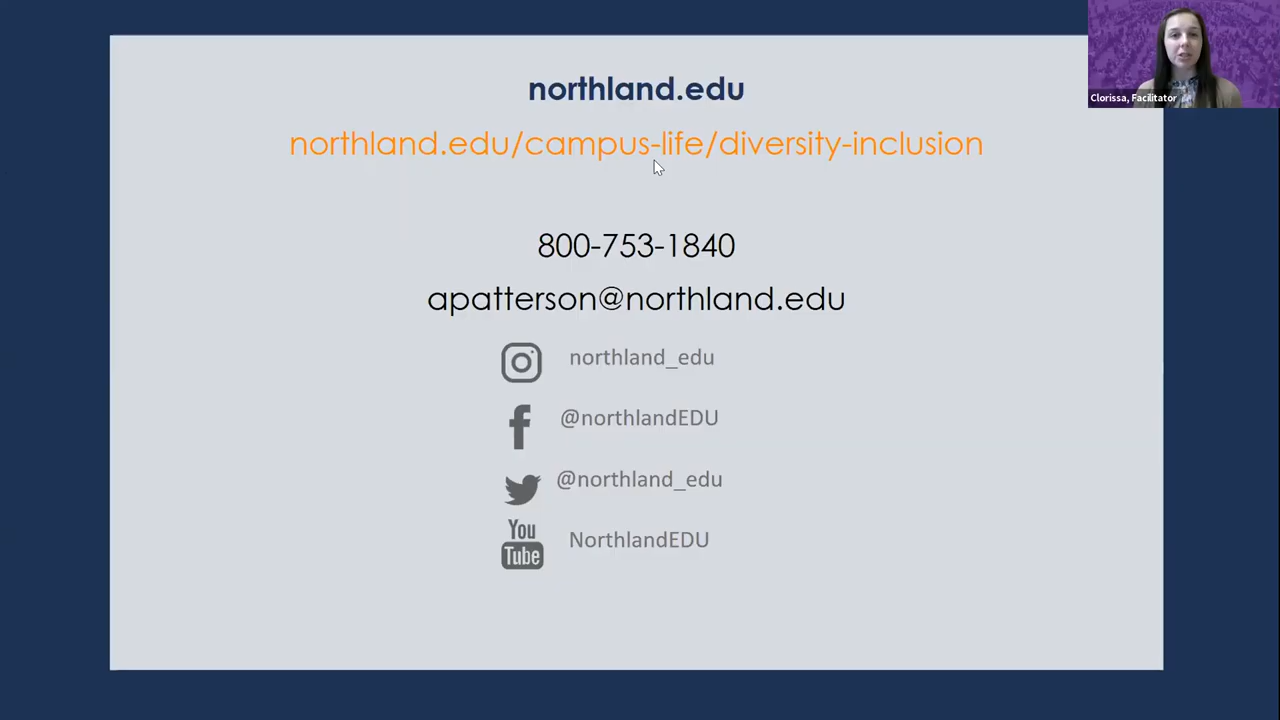 northland.edu
northland.edu/campus-life/diversity-inclusion
800-753-1840
apatterson@northland.edu
northland_edu
@northlandEDU
@northland_edu
You
Tube
NorthlandEDU
Clorissa, Facilitator